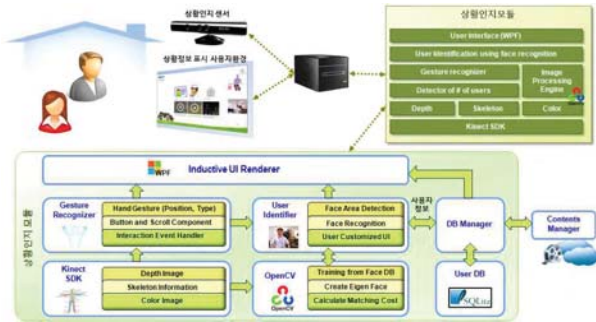 상황인지 센서
상황정보 표시 사용자환경
상황인지모듈
User Interface (WPF)
User Identification using face recognition
Gesture recognizer
Detector of # of users
Image
Processing
Engine
Depth
Skeleton
Color
Kinect SDK
상황인지 모듈
WPF
Inductive UI Renderer
Gesture
Recognizer
Hand Gesture (Position, Type)
Button and Scroll Component
Interaction Event Handler
User
Identifier
Face Area Detection
Face Recognition
User Customized UI
사용자
정보
DB Manager
Contents
Manager
Kinect
SDK
Depth Image
Skeleton Information
Color Image
OpenCV
OpenCV
Training from Face DB
Create Eigen Face
Calculate Matching Cost
User DB
SQLite